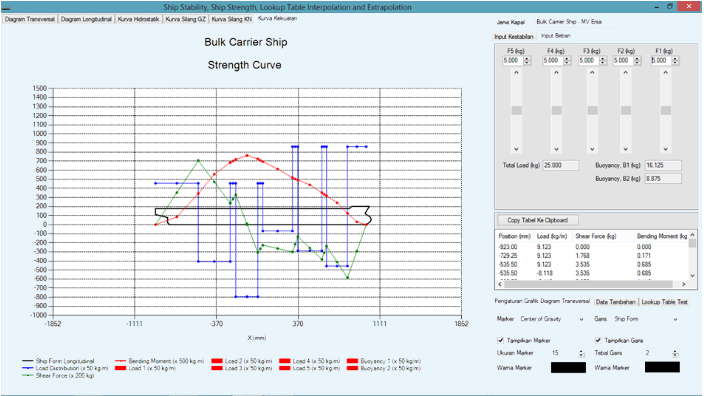 Ship Stability, Ship Strength, Lookup Table Interpolation and Extrapolation
Diagram Transversal Diagram Longitudinal Kurva Hidrostatik Kurva Silang GZ Kurva Silang KN Kurva Kekuatan
Bulk Carrier Ship
Strength Curve
1500
1400
1300
1200
1100
1000
900
800
700
600
500
400
300
200
100
0
-100
-200
-300
-400
-500
-600
-700
-800
-900
-1000
-1852 -1111 -370 370 1111 1852
X (mm)
Ship Form Longitudinal Bending Moment (x 500 kg·m) Load 2 (x 50 kg·m) Load 4 (x 50 kg·m) Buoyancy 1 (x 50 kg·m)
Load Distribution (x 50 kg·m) Load 1 (x 50 kg·m) Load 3 (x 50 kg·m) Load 5 (x 50 kg·m) Buoyancy 2 (x 50 kg·m)
Shear Force (x 200 kg)
Jenis Kapal Bulk Carrier Ship - MV Ersa
Input Kestabilan Input Beban
F5 (kg) F4 (kg) F3 (kg) F2 (kg) F1 (kg)
5.000 5.000 5.000 5.000 5.000
Total Load (kg) 25.000 Buoyancy, B1 (kg) 16.125
Buoyancy, B2 (kg) 8.875
Copy Tabel Ke Clipboard
Position (mm) Load (kg/m) Shear Force (kg) Bending Moment (kg
-923.00 9.123 0.000 0.000
-729.25 9.123 1.768 0.171
-535.50 9.123 3.535 0.685
-535.50 -8.118 3.535 0.685
Pengaturan Grafik Diagram Transversal Data Tambahan Lookup Table Test
Marker Center of Gravity Garis Ship Form
Tampilkan Marker Tampilkan Garis
Ukuran Marker 15 Tebal Garis 2
Warna Marker Warna Marker